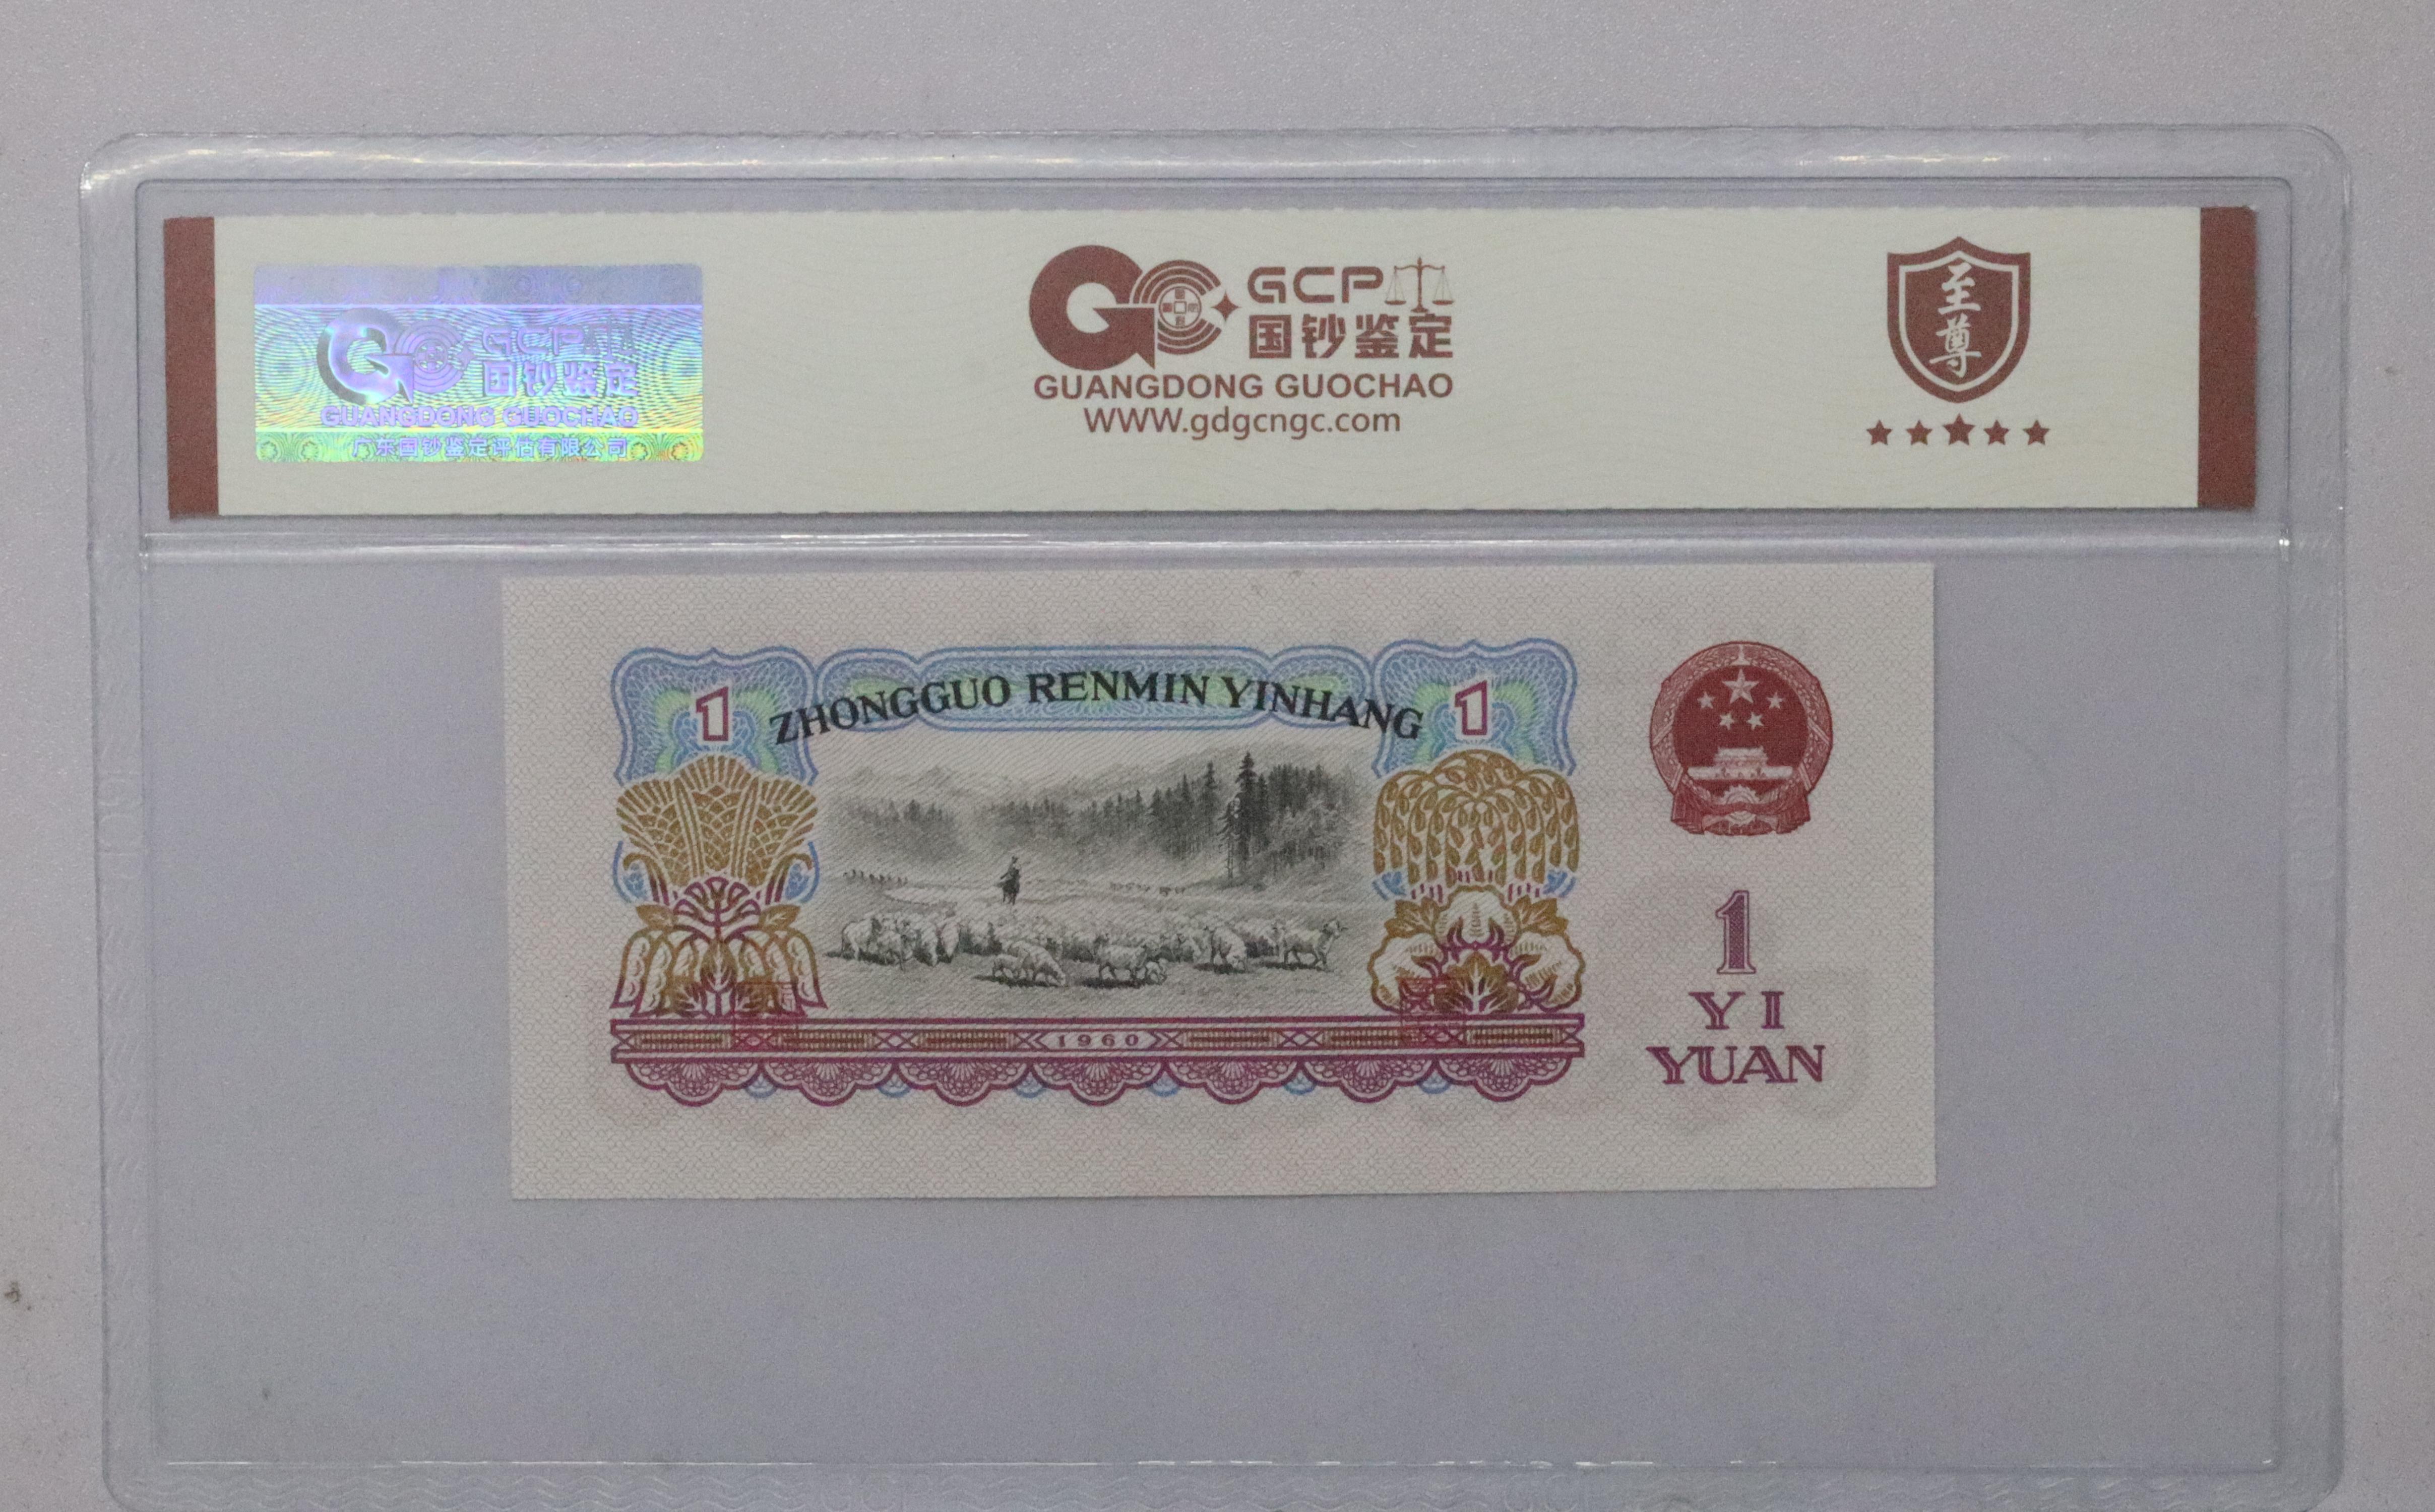 GCP
国钞鉴定
GUANGDONG GUOCHAO
广东国钞鉴定评估有限公司
GCP
国钞鉴定
GUANGDONG GUOCHAO
WWW.gdgcngc.com
至尊
1
ZHONGGUO RENMIN YINHANG
1
1
YI
YUAN
1960